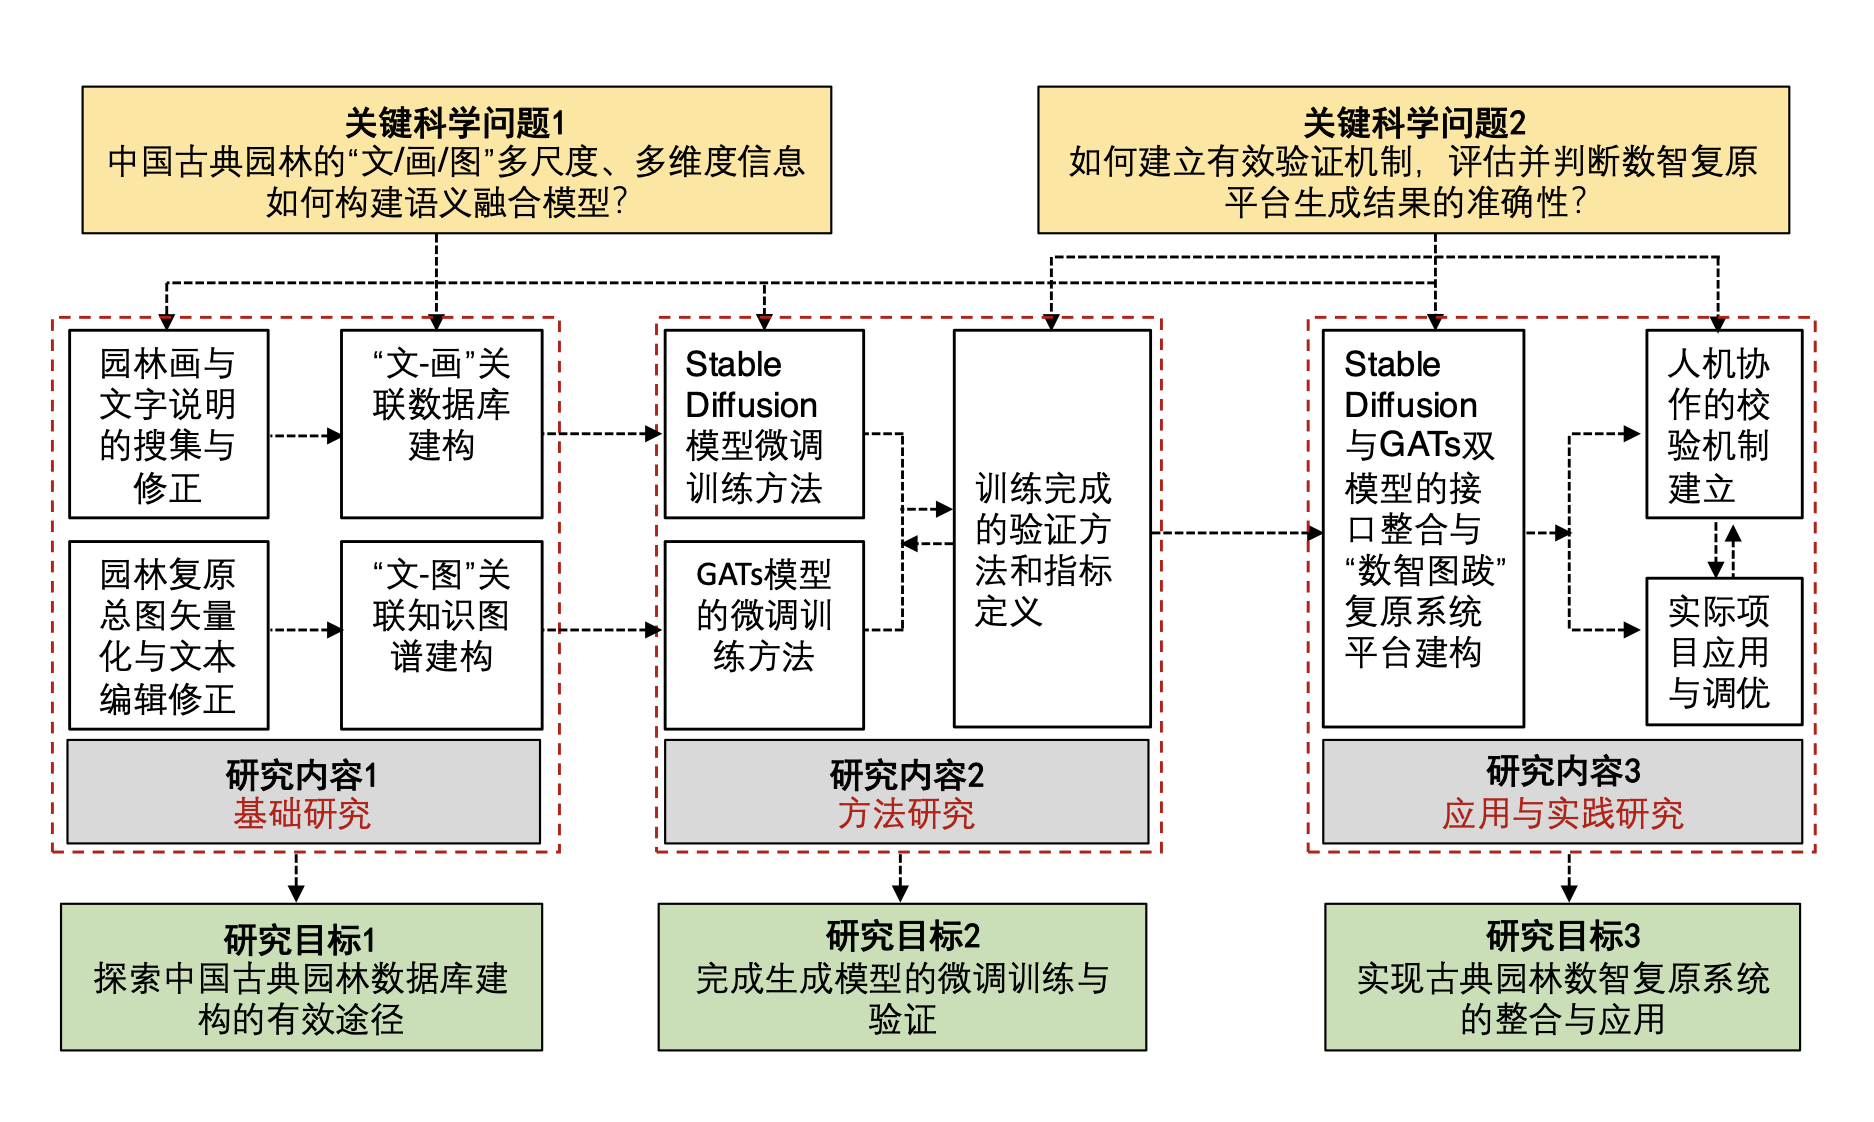 关键科学问题1
中国古典园林的“文/画/图”多尺度、多维度信息
如何构建语义融合模型？
关键科学问题2
如何建立有效验证机制，评估并判断数智复原
平台生成结果的准确性？
园林画与
文字说明
的搜集与
修正
“文-画”关
联数据库
建构
园林复原
总图矢量
化与文本
编辑修正
“文-图”关
联知识图
谱建构
研究内容1
基础研究
Stable
Diffusion
模型微调
训练方法
GATs模型
的微调训
练方法
训练完成
的验证方
法和指标
定义
研究内容2
方法研究
Stable
Diffusion
与GATs双
模型的接
口整合与
“数智图跋”
复原系统
平台建构
人机协
作的校
验机制
建立
实际项
目应用
与调优
研究内容3
应用与实践研究
研究目标1
探索中国古典园林数据库建
构的有效途径
研究目标2
完成生成模型的微调训练与
验证
研究目标3
实现古典园林数智复原系统
的整合与应用